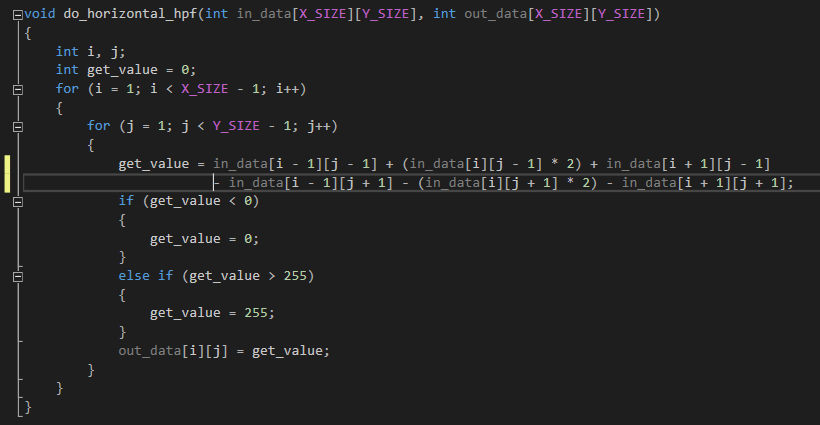 void do_horizontal_hpf(int in_data[X_SIZE][Y_SIZE], int out_data[X_SIZE][Y_SIZE])
{
    int i, j;
    int get_value = 0;
    for (i = 1; i < X_SIZE - 1; i++)
    {
        for (j = 1; j < Y_SIZE - 1; j++)
        {
            get_value = in_data[i - 1][j - 1] + (in_data[i][j - 1] * 2) + in_data[i + 1][j - 1]
                        - in_data[i - 1][j + 1] - (in_data[i][j + 1] * 2) - in_data[i + 1][j + 1];
            if (get_value < 0)
            {
                get_value = 0;
            }
            else if (get_value > 255)
            {
                get_value = 255;
            }
            out_data[i][j] = get_value;
        }
    }
}